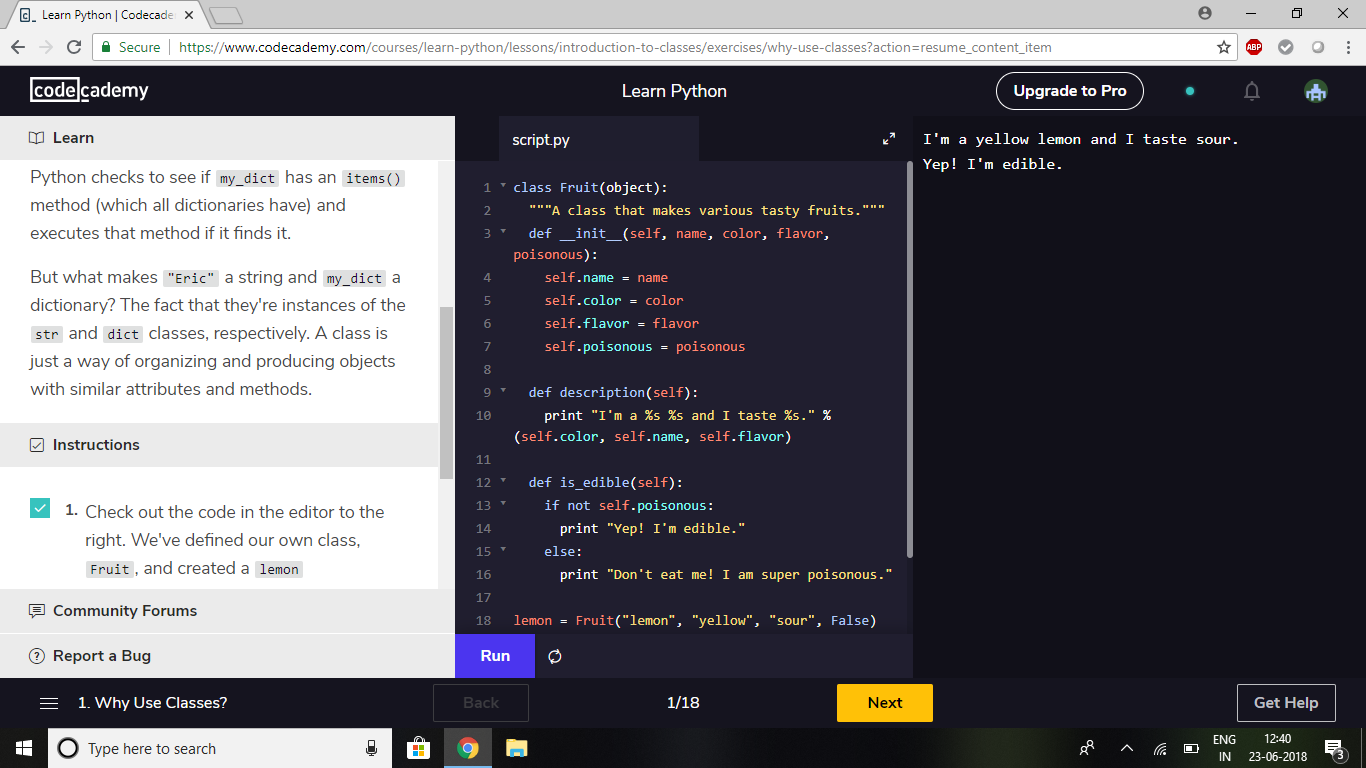 Learn Python | Codecade
Secure https://www.codecademy.com/courses/learn-python/lessons/introduction-to-classes/exercises/why-use-classes?action=resume_content_item
ABP
codecademy
Learn Python
Upgrade to Pro
Learn
Python checks to see if my_dict has an items()
method (which all dictionaries have) and
executes that method if it finds it.
But what makes "Eric" a string and my_dict a
dictionary? The fact that they're instances of the
str and dict classes, respectively. A class is
just a way of organizing and producing objects
with similar attributes and methods.
Instructions
1. Check out the code in the editor to the
right. We've defined our own class,
Fruit, and created a lemon
Community Forums
Report a Bug
script.py
1 class Fruit(object):
2 """A class that makes various tasty fruits."""
3 def __init__(self, name, color, flavor,
poisonous):
4 self.name = name
5 self.color = color
6 self.flavor = flavor
7 self.poisonous = poisonous
8
9 def description(self):
10 print "I'm a %s %s and I taste %s." %
(self.color, self.name, self.flavor)
11
12 def is_edible(self):
13 if not self.poisonous:
14 print "Yep! I'm edible."
15 else:
16 print "Don't eat me! I am super poisonous."
17
18 lemon = Fruit("lemon", "yellow", "sour", False)
Run
I'm a yellow lemon and I taste sour.
Yep! I'm edible.
1. Why Use Classes?
Back
1/18
Next
Get Help
Type here to search
ENG
IN
12:40
23-06-2018
3